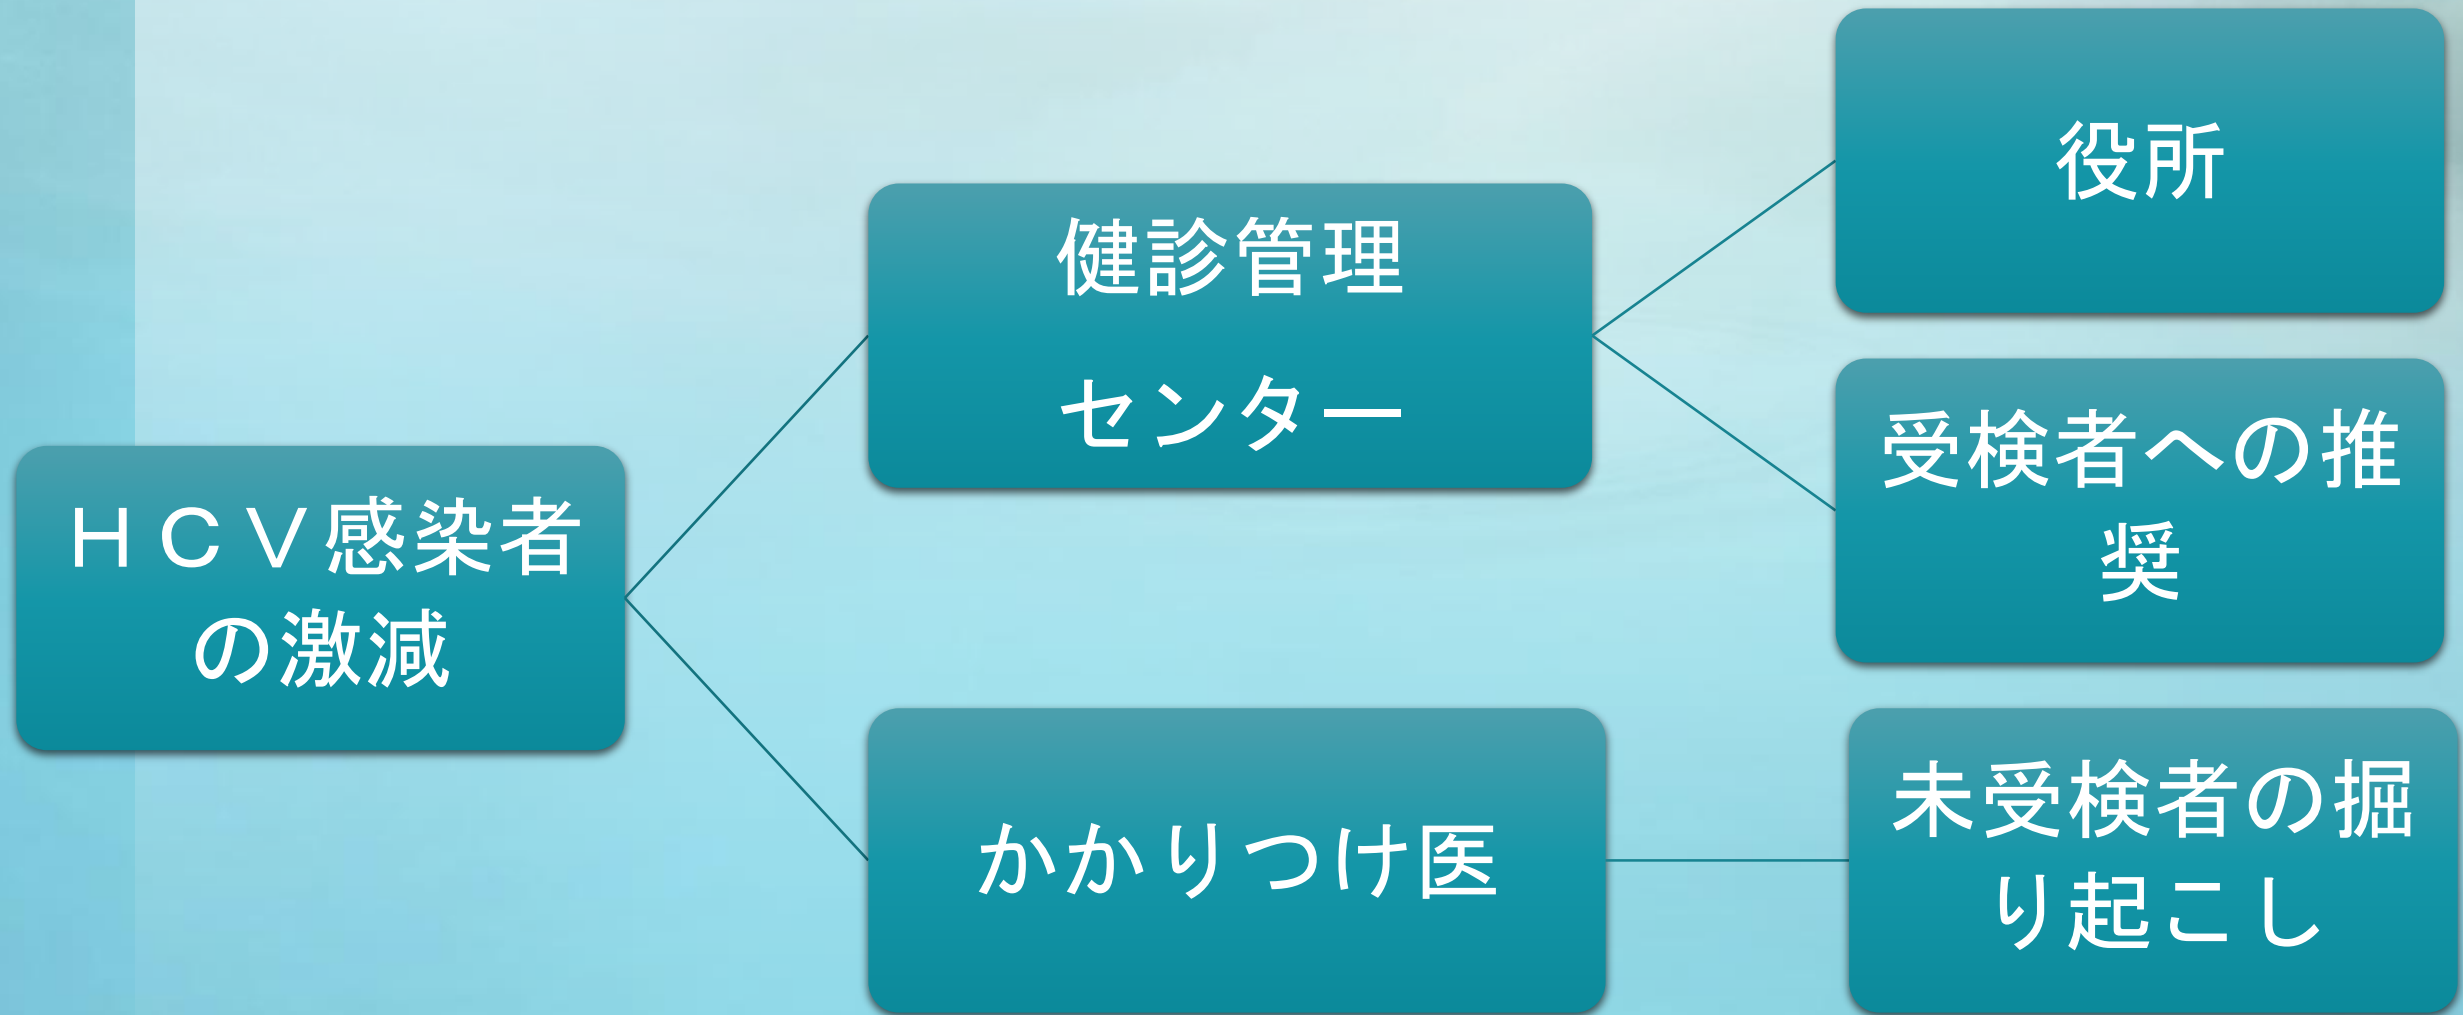 ＨＣＶ感染者
の激減
健診管理
センター
かかりつけ医
役所
受検者への推
奨
未受検者の掘
り起こし